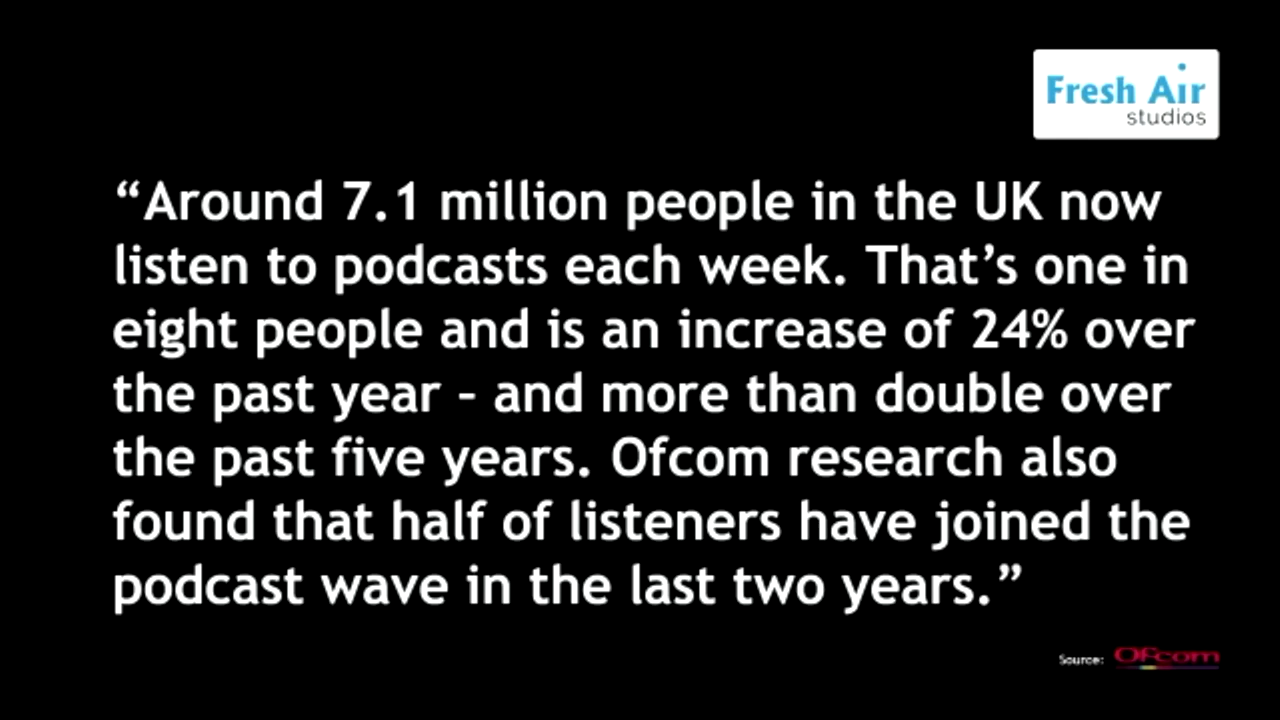 Fresh Air
studios
“Around 7.1 million people in the UK now
listen to podcasts each week. That’s one in
eight people and is an increase of 24% over
the past year – and more than double over
the past five years. Ofcom research also
found that half of listeners have joined the
podcast wave in the last two years.”
Source: Ofcom